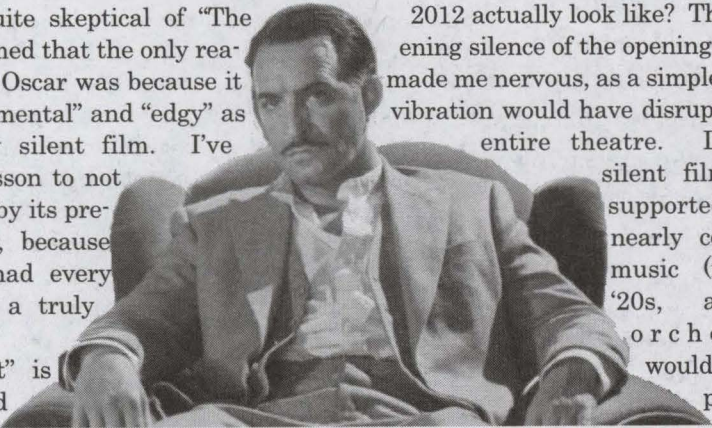 uite skeptical of “The
ned that the only rea-
Oscar was because it
mental” and “edgy” as
silent film. I’ve
sson to not
by its pre-
, because
had every
a truly
t” is
2012 actually look like? Th
ening silence of the opening
made me nervous, as a simple
vibration would have disrup
entire theatre.
silent film
supporte
nearly c
music (
‘20s, a
orche
would
p